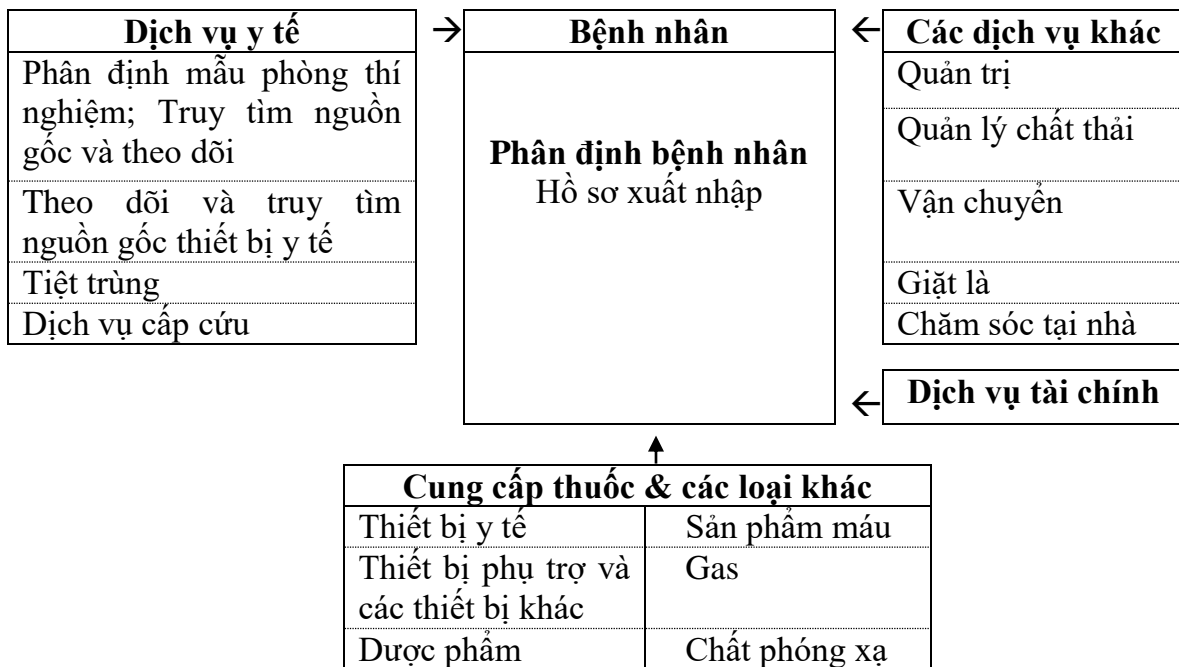 Dịch vụ y tế
Phân định mẫu phòng thí
nghiệm; Truy tìm nguồn
gốc và theo dõi
Theo dõi và truy tìm
nguồn gốc thiết bị y tế
Tiệt trùng
Dịch vụ cấp cứu
Bệnh nhân
Phân định bệnh nhân
Hồ sơ xuất nhập
Các dịch vụ khác
Quản trị
Quản lý chất thải
Vận chuyển
Giặt là
Chăm sóc tại nhà
Dịch vụ tài chính
Cung cấp thuốc & các loại khác
Thiết bị y tế
Sản phẩm máu
Thiết bị phụ trợ và
các thiết bị khác
Gas
Dược phẩm
Chất phóng xạ